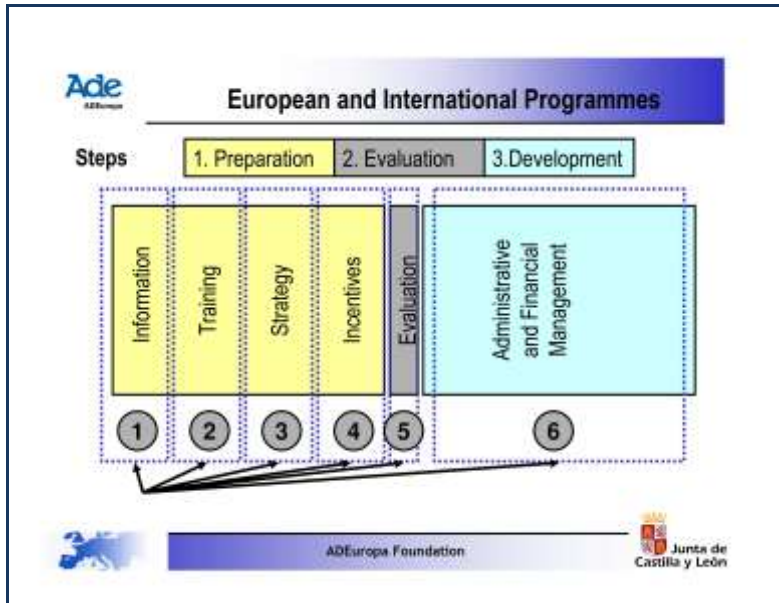 Ade
ADEuropa
European and International Programmes
Steps
1. Preparation
2. Evaluation
3.Development
Information
Training
Strategy
Incentives
Evaluation
Administrative
and Financial
Management
1
2
3
4
5
6
ADEuropa Foundation
Junta de
Castilla y León